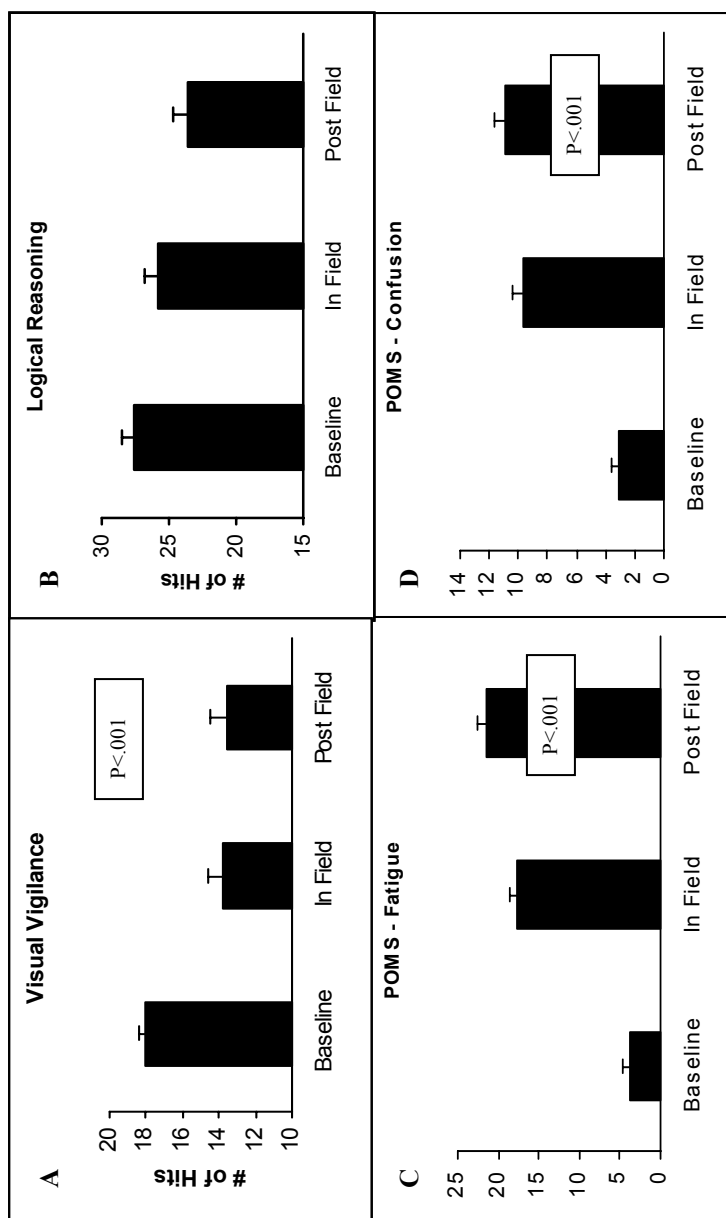 A
Visual Vigilance
# of Hits
20
18
16
14
12
10
P<.001
Baseline
In Field
Post Field
B
Logical Reasoning
# of Hits
30
25
20
15
Baseline
In Field
Post Field
C
POMS - Fatigue
25
20
15
10
5
0
P<.001
Baseline
In Field
Post Field
D
POMS - Confusion
14
12
10
8
6
4
2
0
P<.001
Baseline
In Field
Post Field